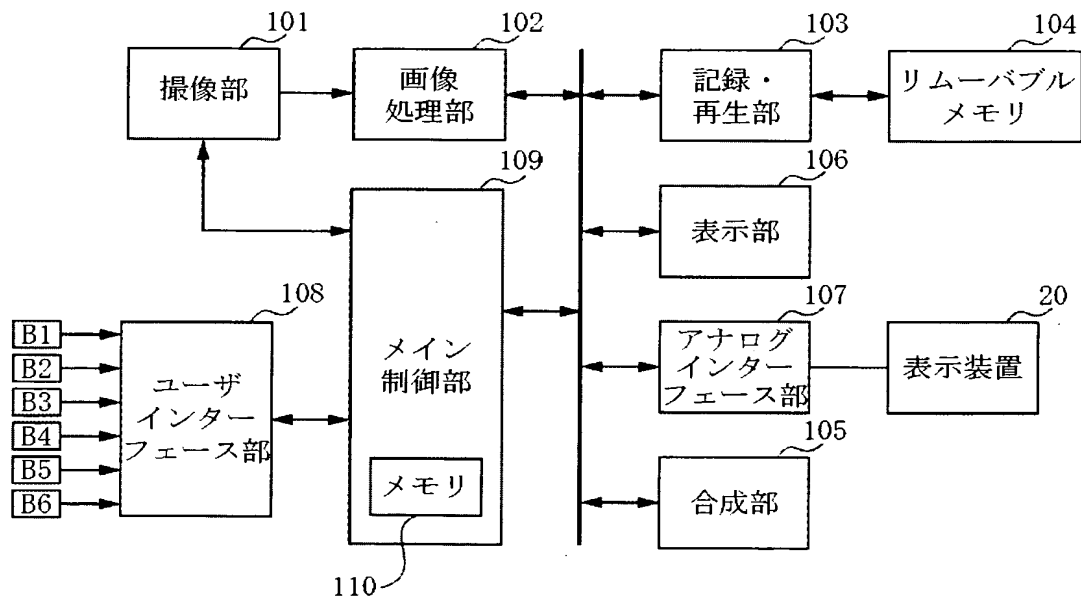 101
撮像部
102
画像
処理部
103
記録・
再生部
104
リムーバブル
メモリ
109
メイン
制御部
メモリ
110
106
表示部
108
ユーザ
インター
フェース部
B1
B2
B3
B4
B5
B6
107
アナログ
インター
フェース部
20
表示装置
105
合成部